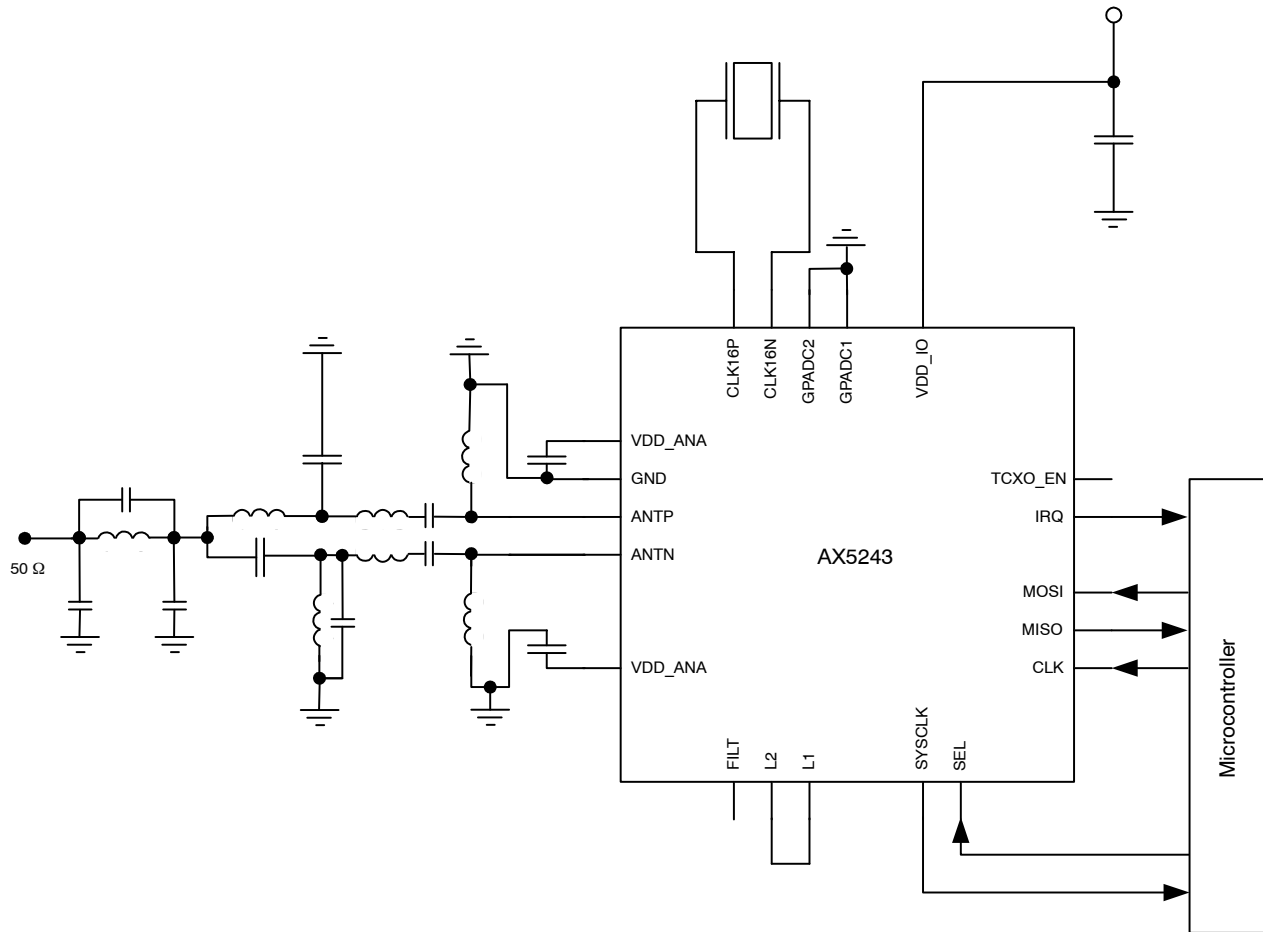 CLK16P
CLK16N
GPADC2
GPADC1
VDD_IO
VDD_ANA
GND
ANTP
ANTN
VDD_ANA
50 Ω
AX5243
TCXO_EN
IRQ
MOSI
MISO
CLK
FILT
L2
L1
SYSCLK
SEL
Microcontroller